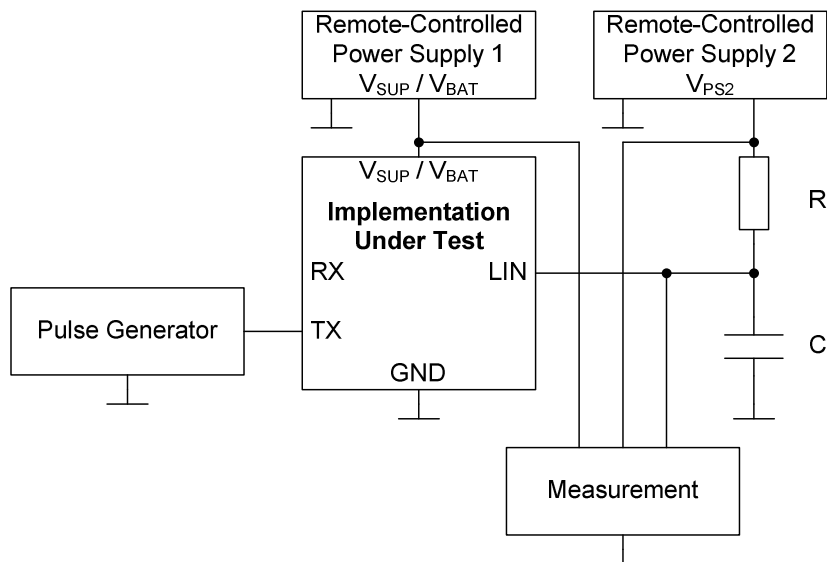 Remote-Controlled
Power Supply 1
VSUP / VBAT
Remote-Controlled
Power Supply 2
VPS2
VSUP / VBAT
Implementation
Under Test
RX
LIN
R
Pulse Generator
TX
GND
C
Measurement